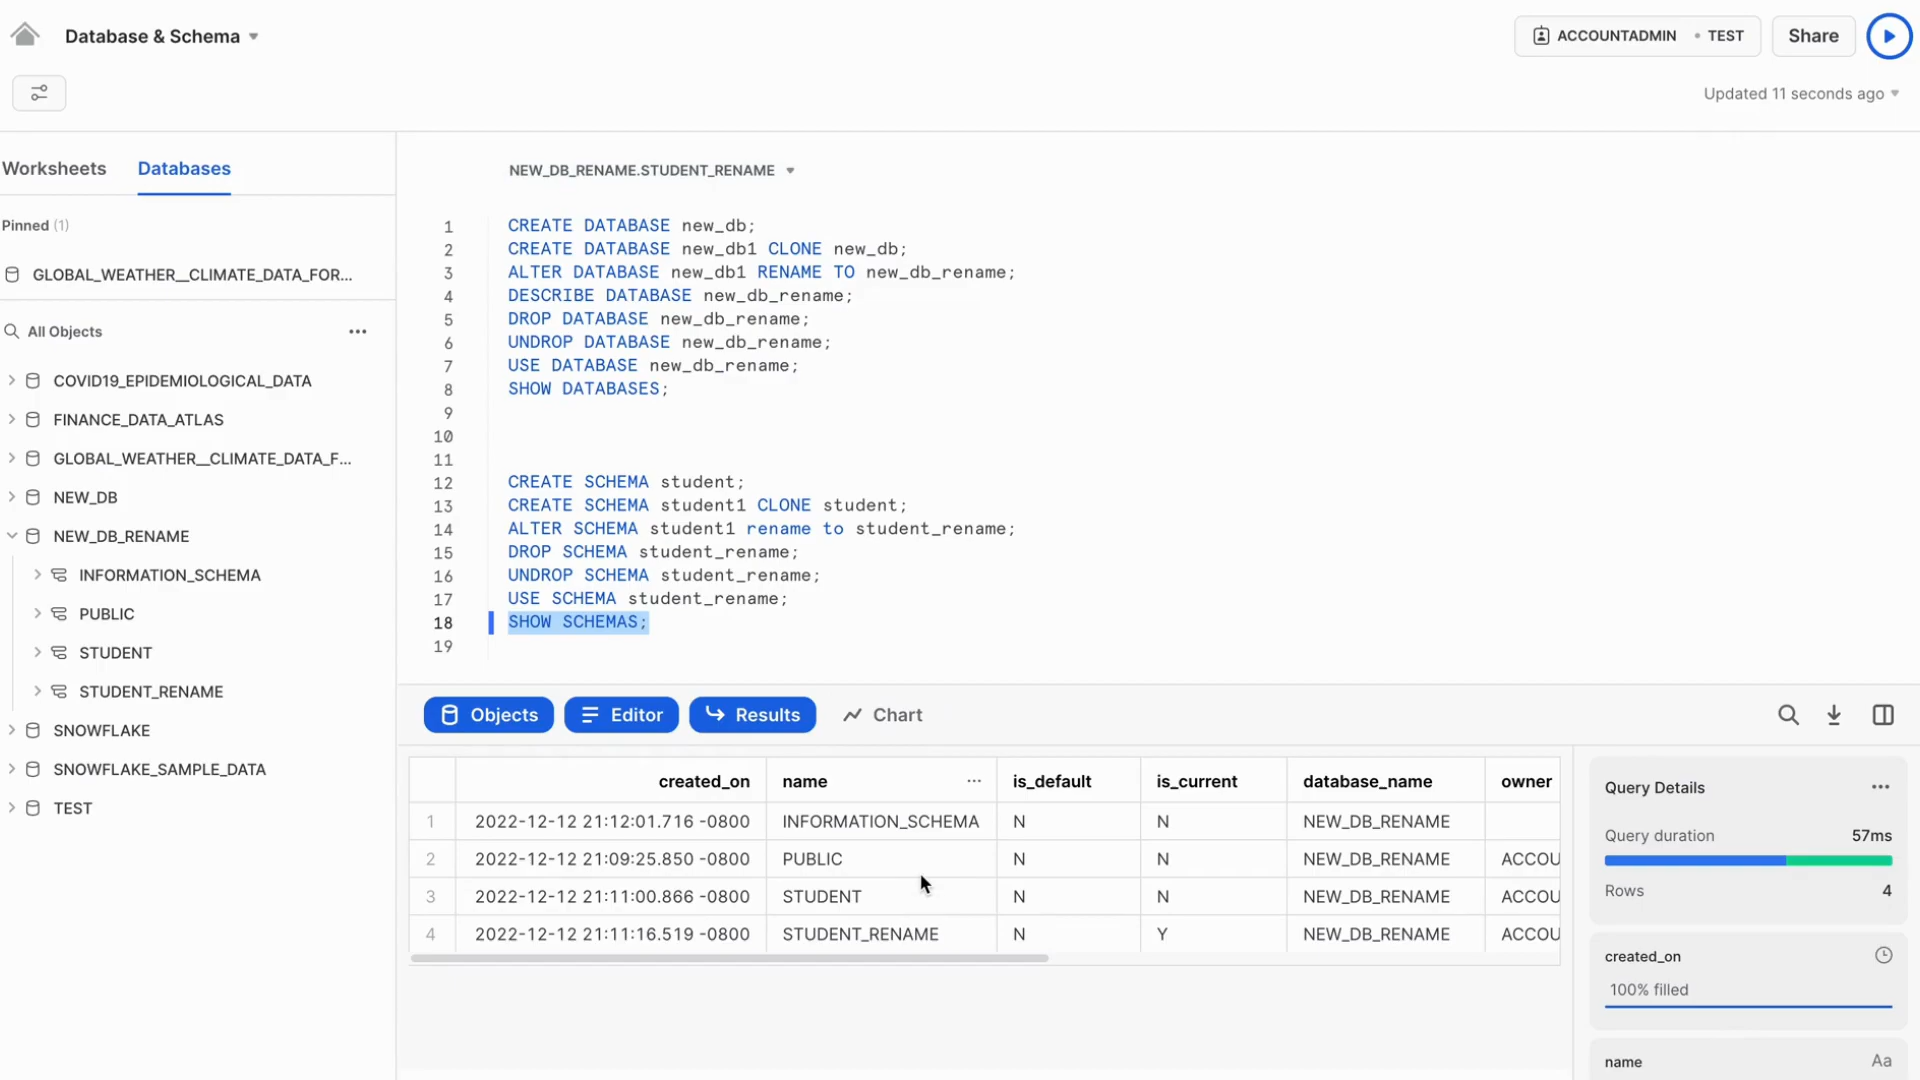 Database & Schema
ACCOUNTADMIN • TEST
Share
Updated 11 seconds ago
Worksheets
Databases
Pinned (1)
GLOBAL_WEATHER__CLIMATE_DATA_FOR...
All Objects
COVID19_EPIDEMIOLOGICAL_DATA
FINANCE_DATA_ATLAS
GLOBAL_WEATHER__CLIMATE_DATA_F...
NEW_DB
NEW_DB_RENAME
INFORMATION_SCHEMA
PUBLIC
STUDENT
STUDENT_RENAME
SNOWFLAKE
SNOWFLAKE_SAMPLE_DATA
TEST
NEW_DB_RENAME.STUDENT_RENAME
1 CREATE DATABASE new_db;
2 CREATE DATABASE new_db1 CLONE new_db;
3 ALTER DATABASE new_db1 RENAME TO new_db_rename;
4 DESCRIBE DATABASE new_db_rename;
5 DROP DATABASE new_db_rename;
6 UNDROP DATABASE new_db_rename;
7 USE DATABASE new_db_rename;
8 SHOW DATABASES;
9
10
11
12 CREATE SCHEMA student;
13 CREATE SCHEMA student1 CLONE student;
14 ALTER SCHEMA student1 rename to student_rename;
15 DROP SCHEMA student_rename;
16 UNDROP SCHEMA student_rename;
17 USE SCHEMA student_rename;
18 SHOW SCHEMAS;
19
Objects Editor Results Chart
created_on name ... is_default is_current database_name owner
1 2022-12-12 21:12:01.716 -0800 INFORMATION_SCHEMA N N NEW_DB_RENAME
2 2022-12-12 21:09:25.850 -0800 PUBLIC N N NEW_DB_RENAME ACCOU
3 2022-12-12 21:11:00.866 -0800 STUDENT N N NEW_DB_RENAME ACCOU
4 2022-12-12 21:11:16.519 -0800 STUDENT_RENAME N Y NEW_DB_RENAME ACCOU
Query Details
Query duration 57ms
Rows 4
created_on
100% filled
name Aa